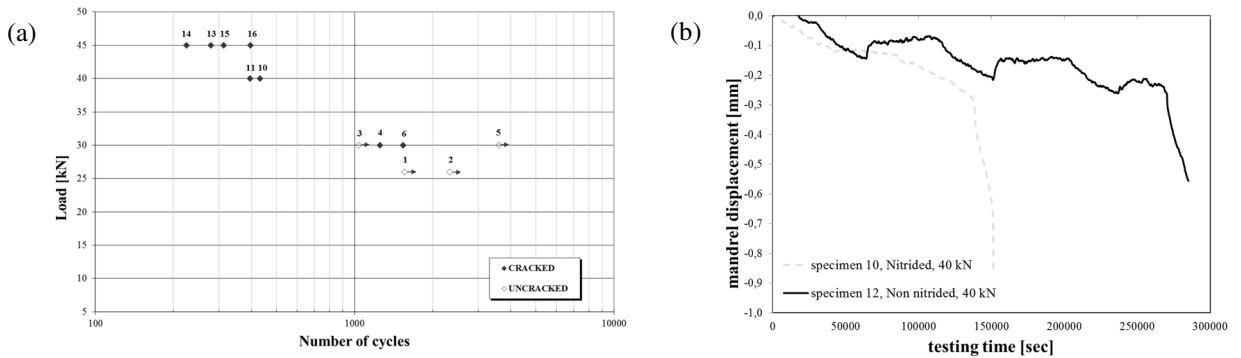 (a)
Load [kN]
50
45
40
35
30
25
20
15
10
5
100
1000
10000
Number of cycles
14 13 15 16
11 10
3 4 6 5
1 2
CRACKED
UNCRACKED
(b)
mandrel displacement [mm]
0,0
-0,1
-0,2
-0,3
-0,4
-0,5
-0,6
-0,7
-0,8
-0,9
-1,0
0 50000 100000 150000 200000 250000 300000
testing time [sec]
specimen 10, Nitrided, 40 kN
specimen 12, Non nitrided, 40 kN